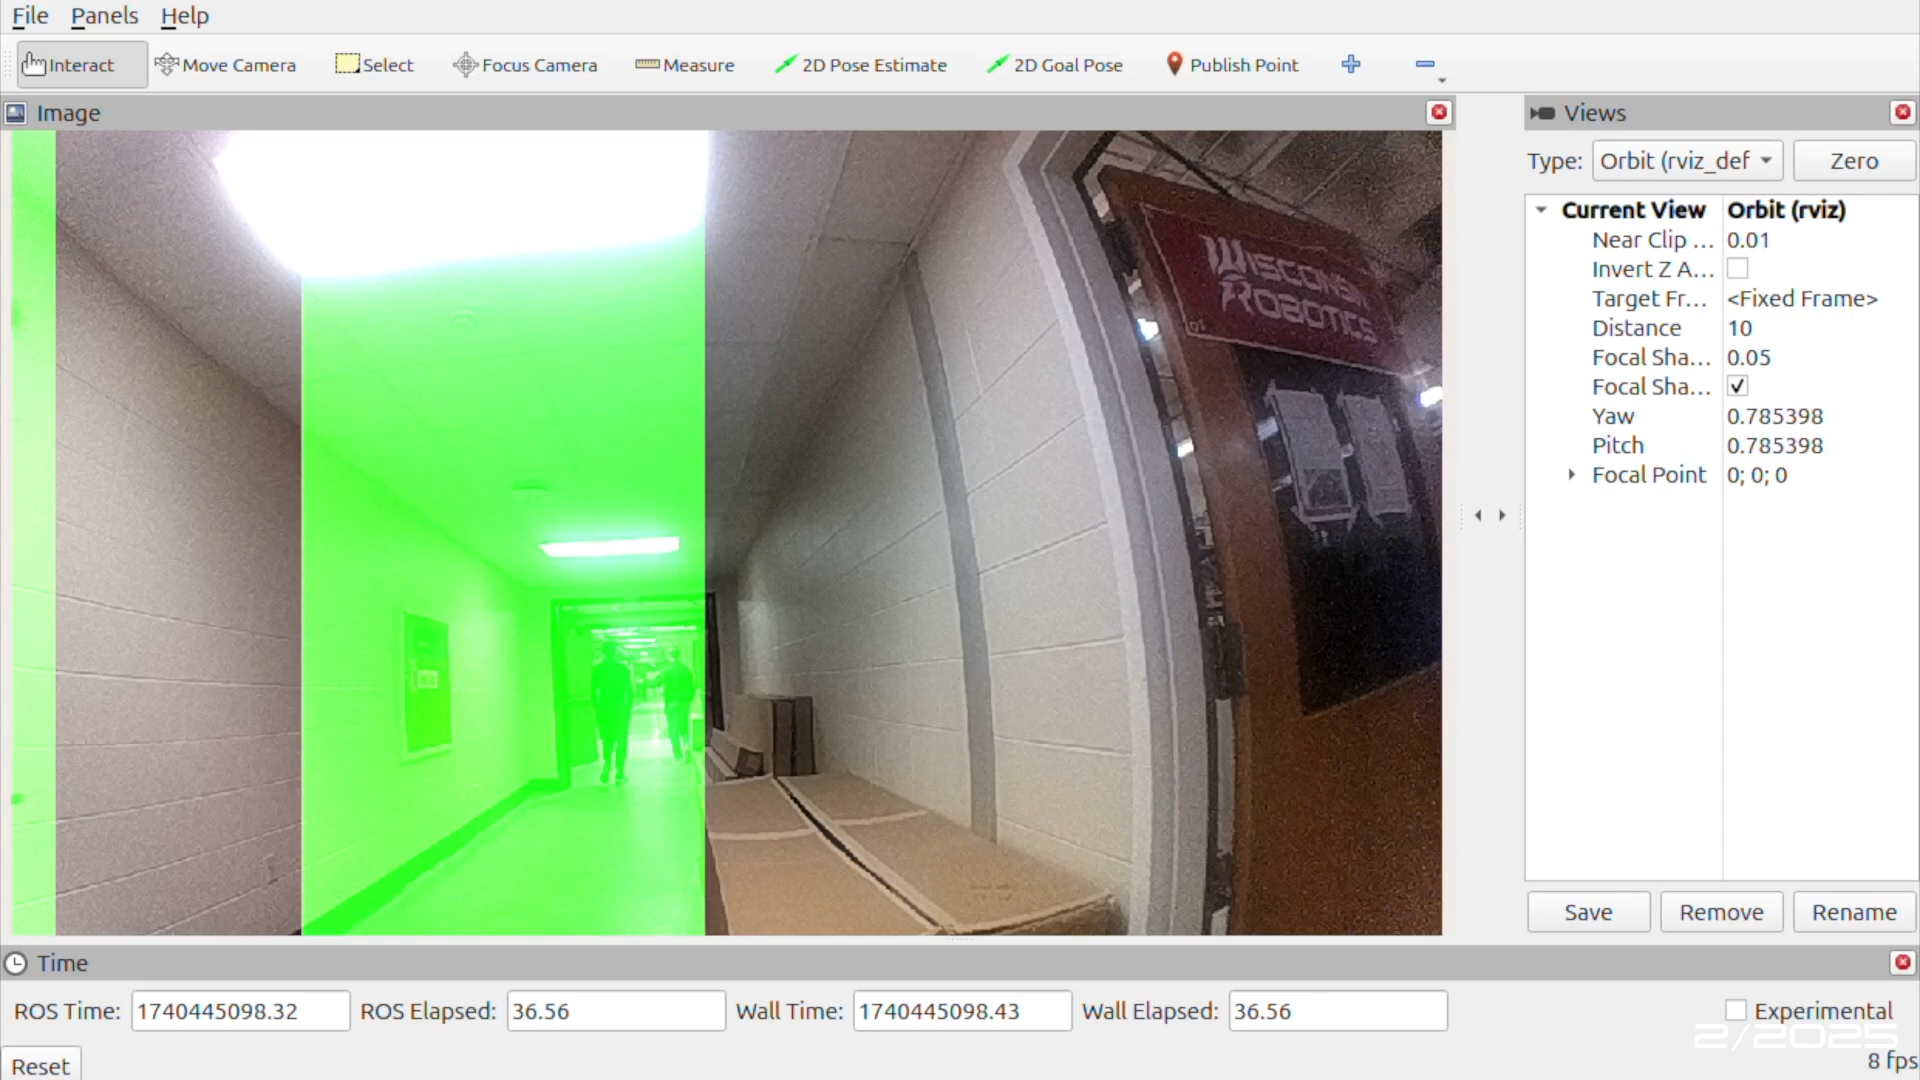 File Panels Help
Interact Move Camera Select Focus Camera Measure 2D Pose Estimate 2D Goal Pose Publish Point
Image
Views
Type: Orbit (rviz_def Zero
Current View Orbit (rviz)
Near Clip ... 0.01
Invert Z A...
Target Fr... <Fixed Frame>
Distance 10
Focal Sha... 0.05
Focal Sha... ✓
Yaw 0.785398
Pitch 0.785398
Focal Point 0; 0; 0
WISCONSIN
ROBOTICS
Save Remove Rename
Time
ROS Time: 1740445098.32 ROS Elapsed: 36.56 Wall Time: 1740445098.43 Wall Elapsed: 36.56 Experimental
2/2025
Reset 8 fps